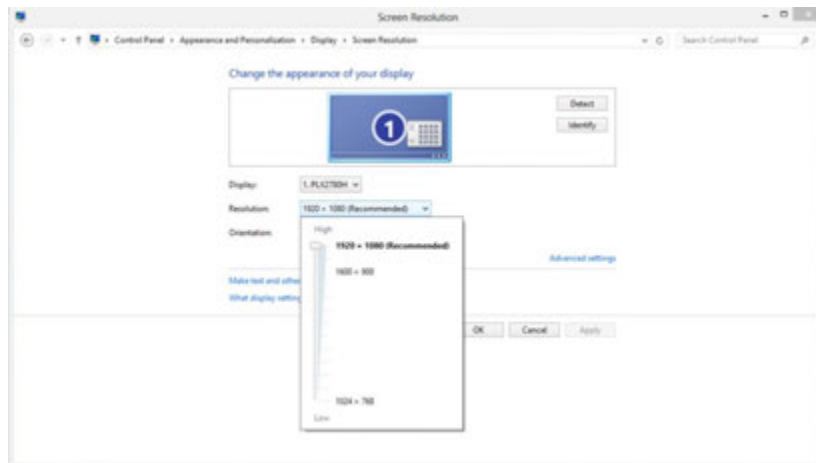 Screen Resolution
Control Panel Appearance and Personalization Display Screen Resolution
Search Control Panel
Change the appearance of your display
1
Detect
Identify
Display: 1. PLX2780H
Resolution: 1920 × 1080 (Recommended)
Orientation:
High
1920 × 1080 (Recommended)
1600 × 900
1024 × 768
Low
Advanced settings
Make text and other
What display setting
OK Cancel Apply